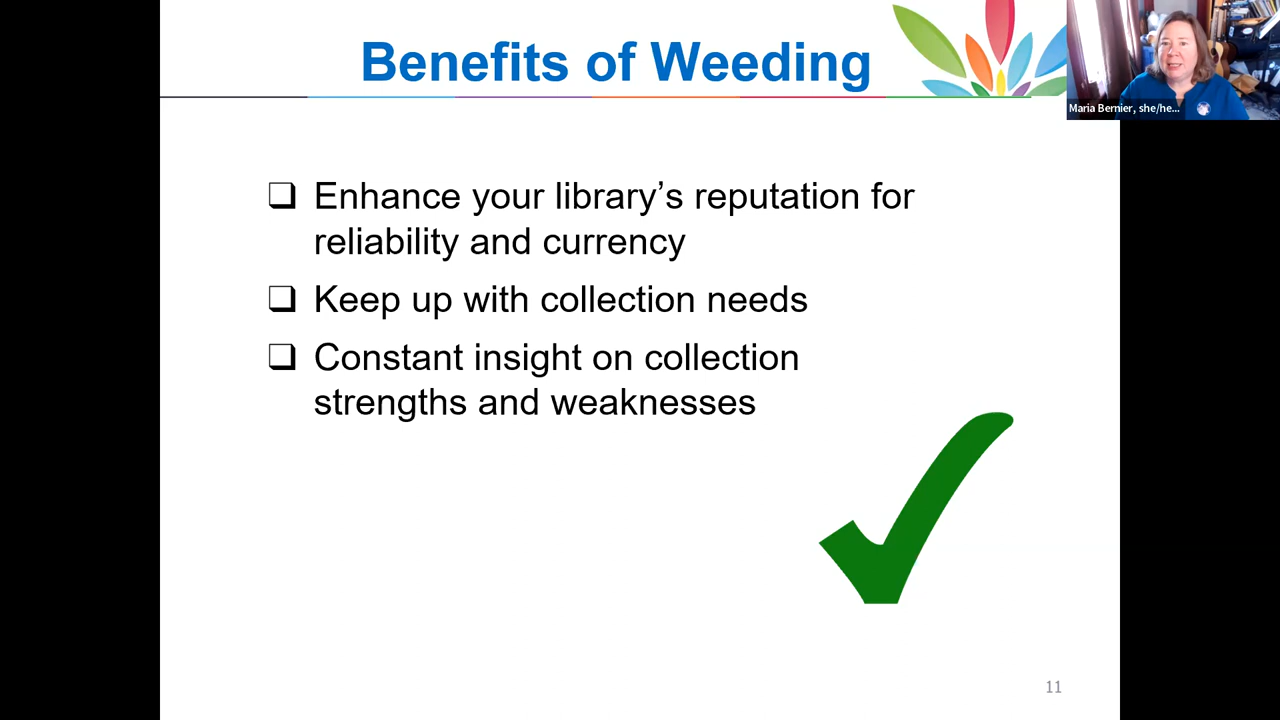 Benefits of Weeding
Maria Bernier, she/he...
❑ Enhance your library’s reputation for
reliability and currency
❑ Keep up with collection needs
❑ Constant insight on collection
strengths and weaknesses
11